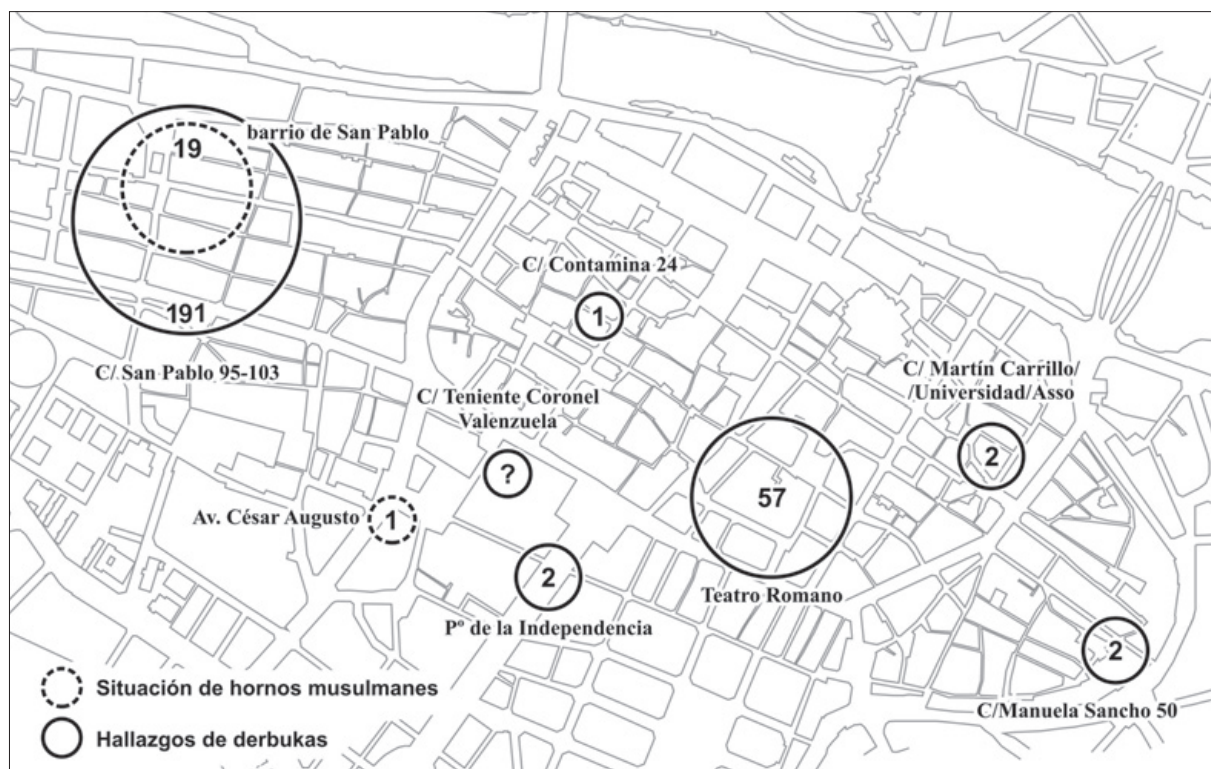 barrio de San Pablo
19
191
C/ San Pablo 95-103
C/ Contamina 24
1
C/ Teniente Coronel
Valenzuela
?
Av. César Augusto
1
2
Pº de la Independencia
57
Teatro Romano
C/ Martín Carrillo/
/Universidad/Asso
2
2
C/Manuela Sancho 50
Situación de hornos musulmanes
Hallazgos de derbukas